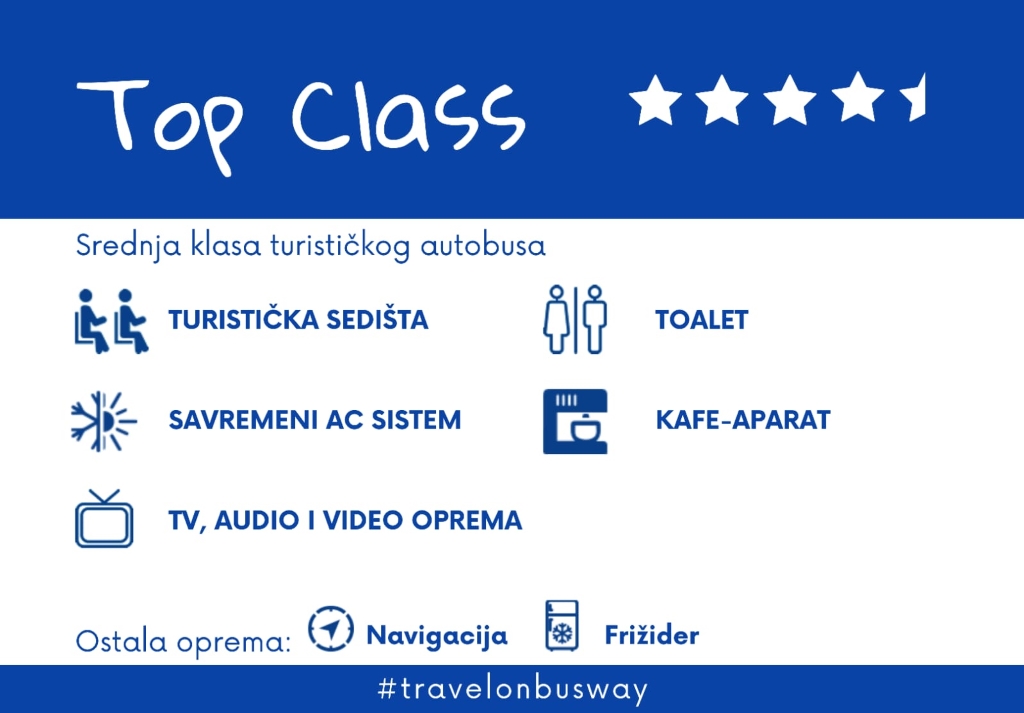 Top Class
Srednja klasa turističkog autobusa
TURISTIČKA SEDIŠTA
TOALET
SAVREMENI AC SISTEM
KAFE-APARAT
TV, AUDIO I VIDEO OPREMA
Ostala oprema: Navigacija Frižider
#travelonbusway